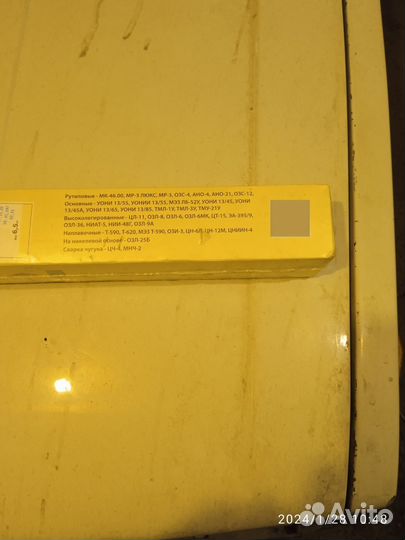 Рутиловые - МК-46.00, МР-3 ЛЮКС, МР-3, ОЗС-4, АНО-4, АНО-21, ОЗС-12,
Основные - УОНИ 13/55, УОНИИ 13/55, МЭЗ ЛБ-52У, УОНИ 13/45, УОНИ
13/45А, УОНИ 13/65, УОНИ 13/85, ТМЛ-1У, ТМЛ-3У, ТМУ-21У
Высоколегированные - ЦЛ-11, ОЗЛ-8, ОЗЛ-6, ОЗЛ-6МК, ЦТ-15, ЭА-395/9,
ОЗЛ-36, НИАТ-5, НИИ-48Г, ОЗЛ-9А
Наплавочные - Т-590, Т-620, МЭЗ Т-590, ОЗИ-3, ЦН-6Л, ЦН-12М, ЦНИИН-4
На никелевой основе - ОЗЛ-25Б
Сварка чугуна - ЦЧ-4, МНЧ-2
6,5
2024/1/28 10:48
Avito